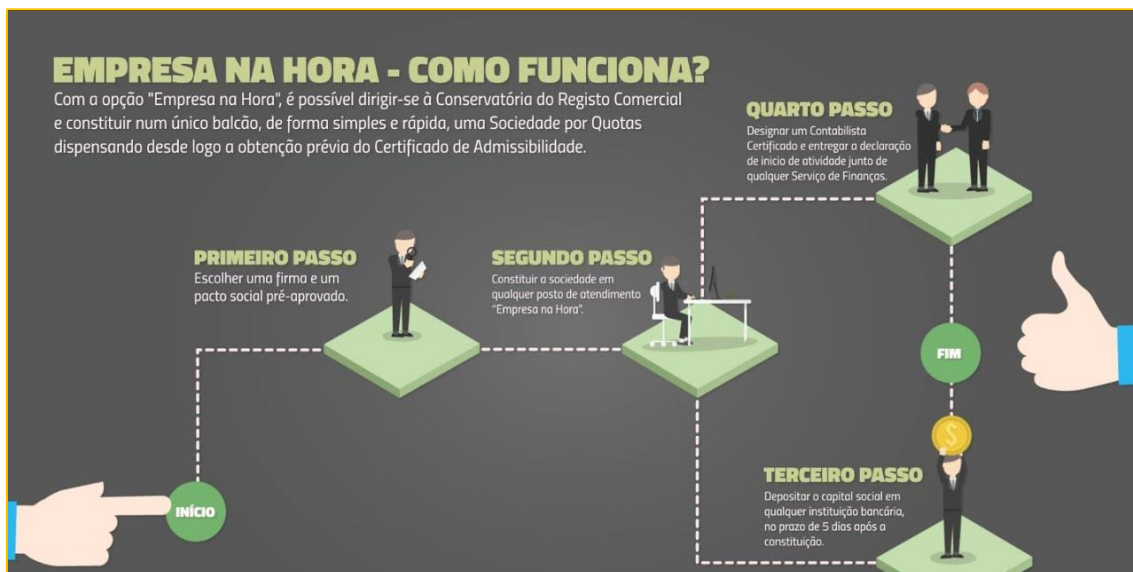 EMPRESA NA HORA - COMO FUNCIONA?
Com a opção "Empresa na Hora", é possível dirigir-se à Conservatória do Registo Comercial
e constituir num único balcão, de forma simples e rápida, uma Sociedade por Quotas
dispensando desde logo a obtenção prévia do Certificado de Admissibilidade.
INÍCIO
PRIMEIRO PASSO
Escolher uma firma e um
pacto social pré-aprovado.
SEGUNDO PASSO
Constituir a sociedade em
qualquer posto de atendimento
"Empresa na Hora".
TERCEIRO PASSO
Depositar o capital social em
qualquer instituição bancária,
no prazo de 5 dias após a
constituição.
QUARTO PASSO
Designar um Contabilista
Certificado e entregar a declaração
de inicio de atividade junto de
qualquer Serviço de Finanças.
FIM
$